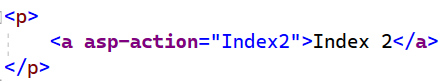 <p>
    <a asp-action="Index2">Index 2</a>
</p>